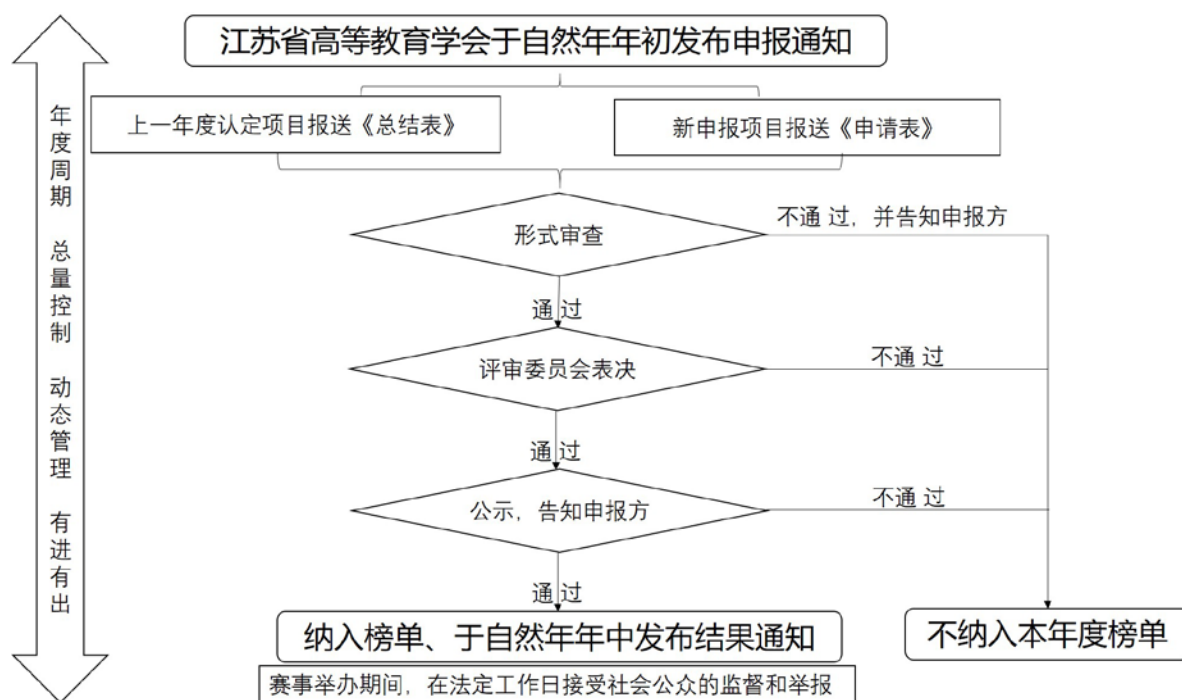 江苏省高等教育学会于自然年年初发布申报通知
上一年度认定项目报送《总结表》
新申报项目报送《申请表》
年度周期 总量控制 动态管理 有进有出
形式审查
不通 过，并告知申报方
通 过
评审委员会表决
不通 过
通 过
公示，告知申报方
不通 过
通 过
纳入榜单、于自然年年中发布结果通知
不纳入本年度榜单
赛事举办期间，在法定工作日接受社会公众的监督和举报